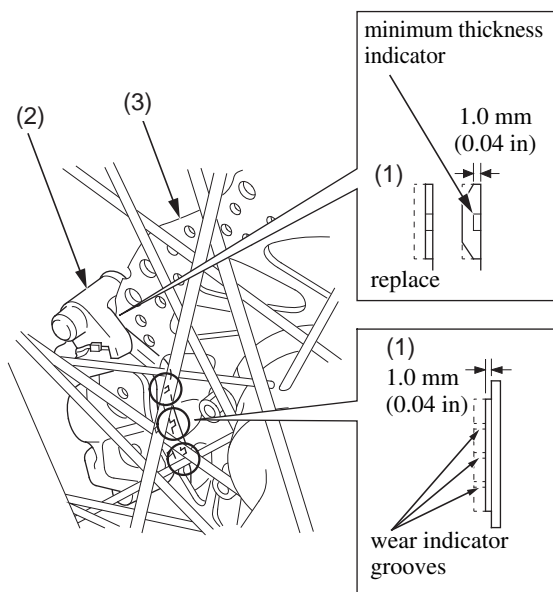 minimum thickness
indicator
(3)
(2)
1.0 mm
(0.04 in)
(1)
replace
(1)
1.0 mm
(0.04 in)
wear indicator
grooves